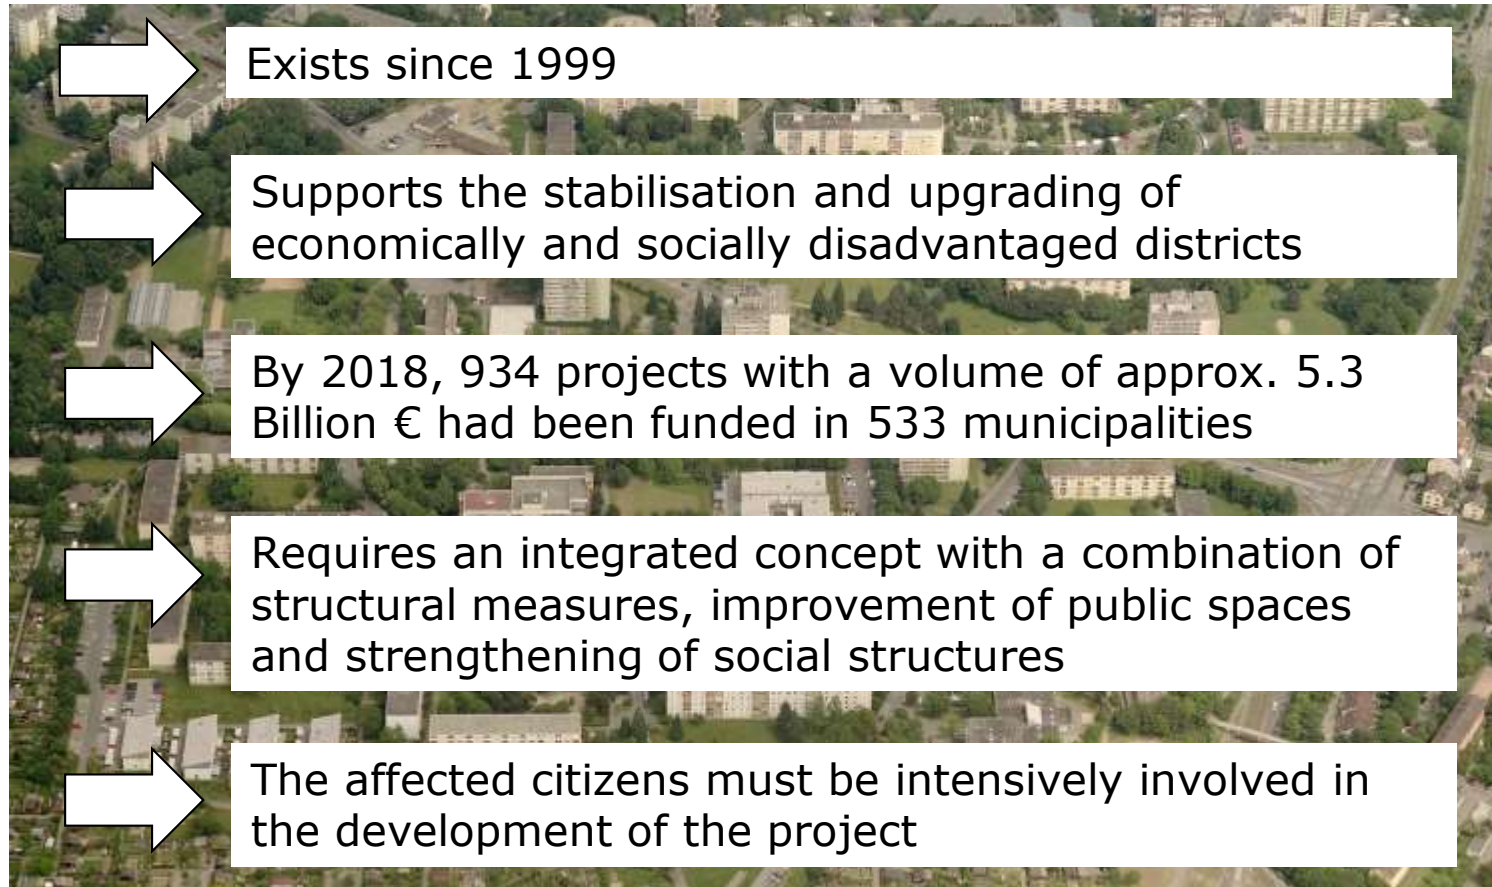 Exists since 1999
Supports the stabilisation and upgrading of
economically and socially disadvantaged districts
By 2018, 934 projects with a volume of approx. 5.3
Billion € had been funded in 533 municipalities
Requires an integrated concept with a combination of
structural measures, improvement of public spaces
and strengthening of social structures
The affected citizens must be intensively involved in
the development of the project